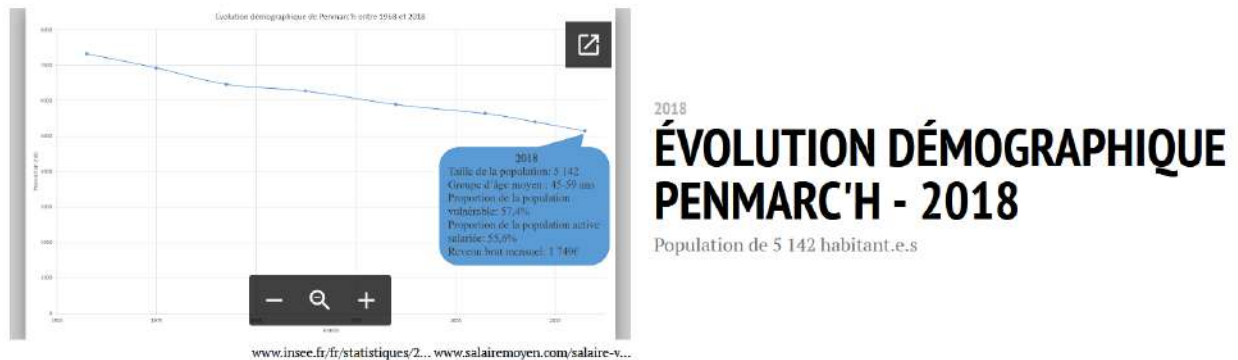 Evolution démographique de Penmarc'h entre 1968 et 2018
2018
Taille de la population: 5 142
Groupe d'âge moyen : 45-59 ans
Proportion de la population
vulnérable: 57,4%
Proportion de la population active
salariée: 55,6%
Revenu brut mensuel: 1 749€
www.insee.fr/fr/statistiques/2... www.salairemoyen.com/salaire-v...
2018
ÉVOLUTION DÉMOGRAPHIQUE
PENMARC'H - 2018
Population de 5 142 habitant.e.s